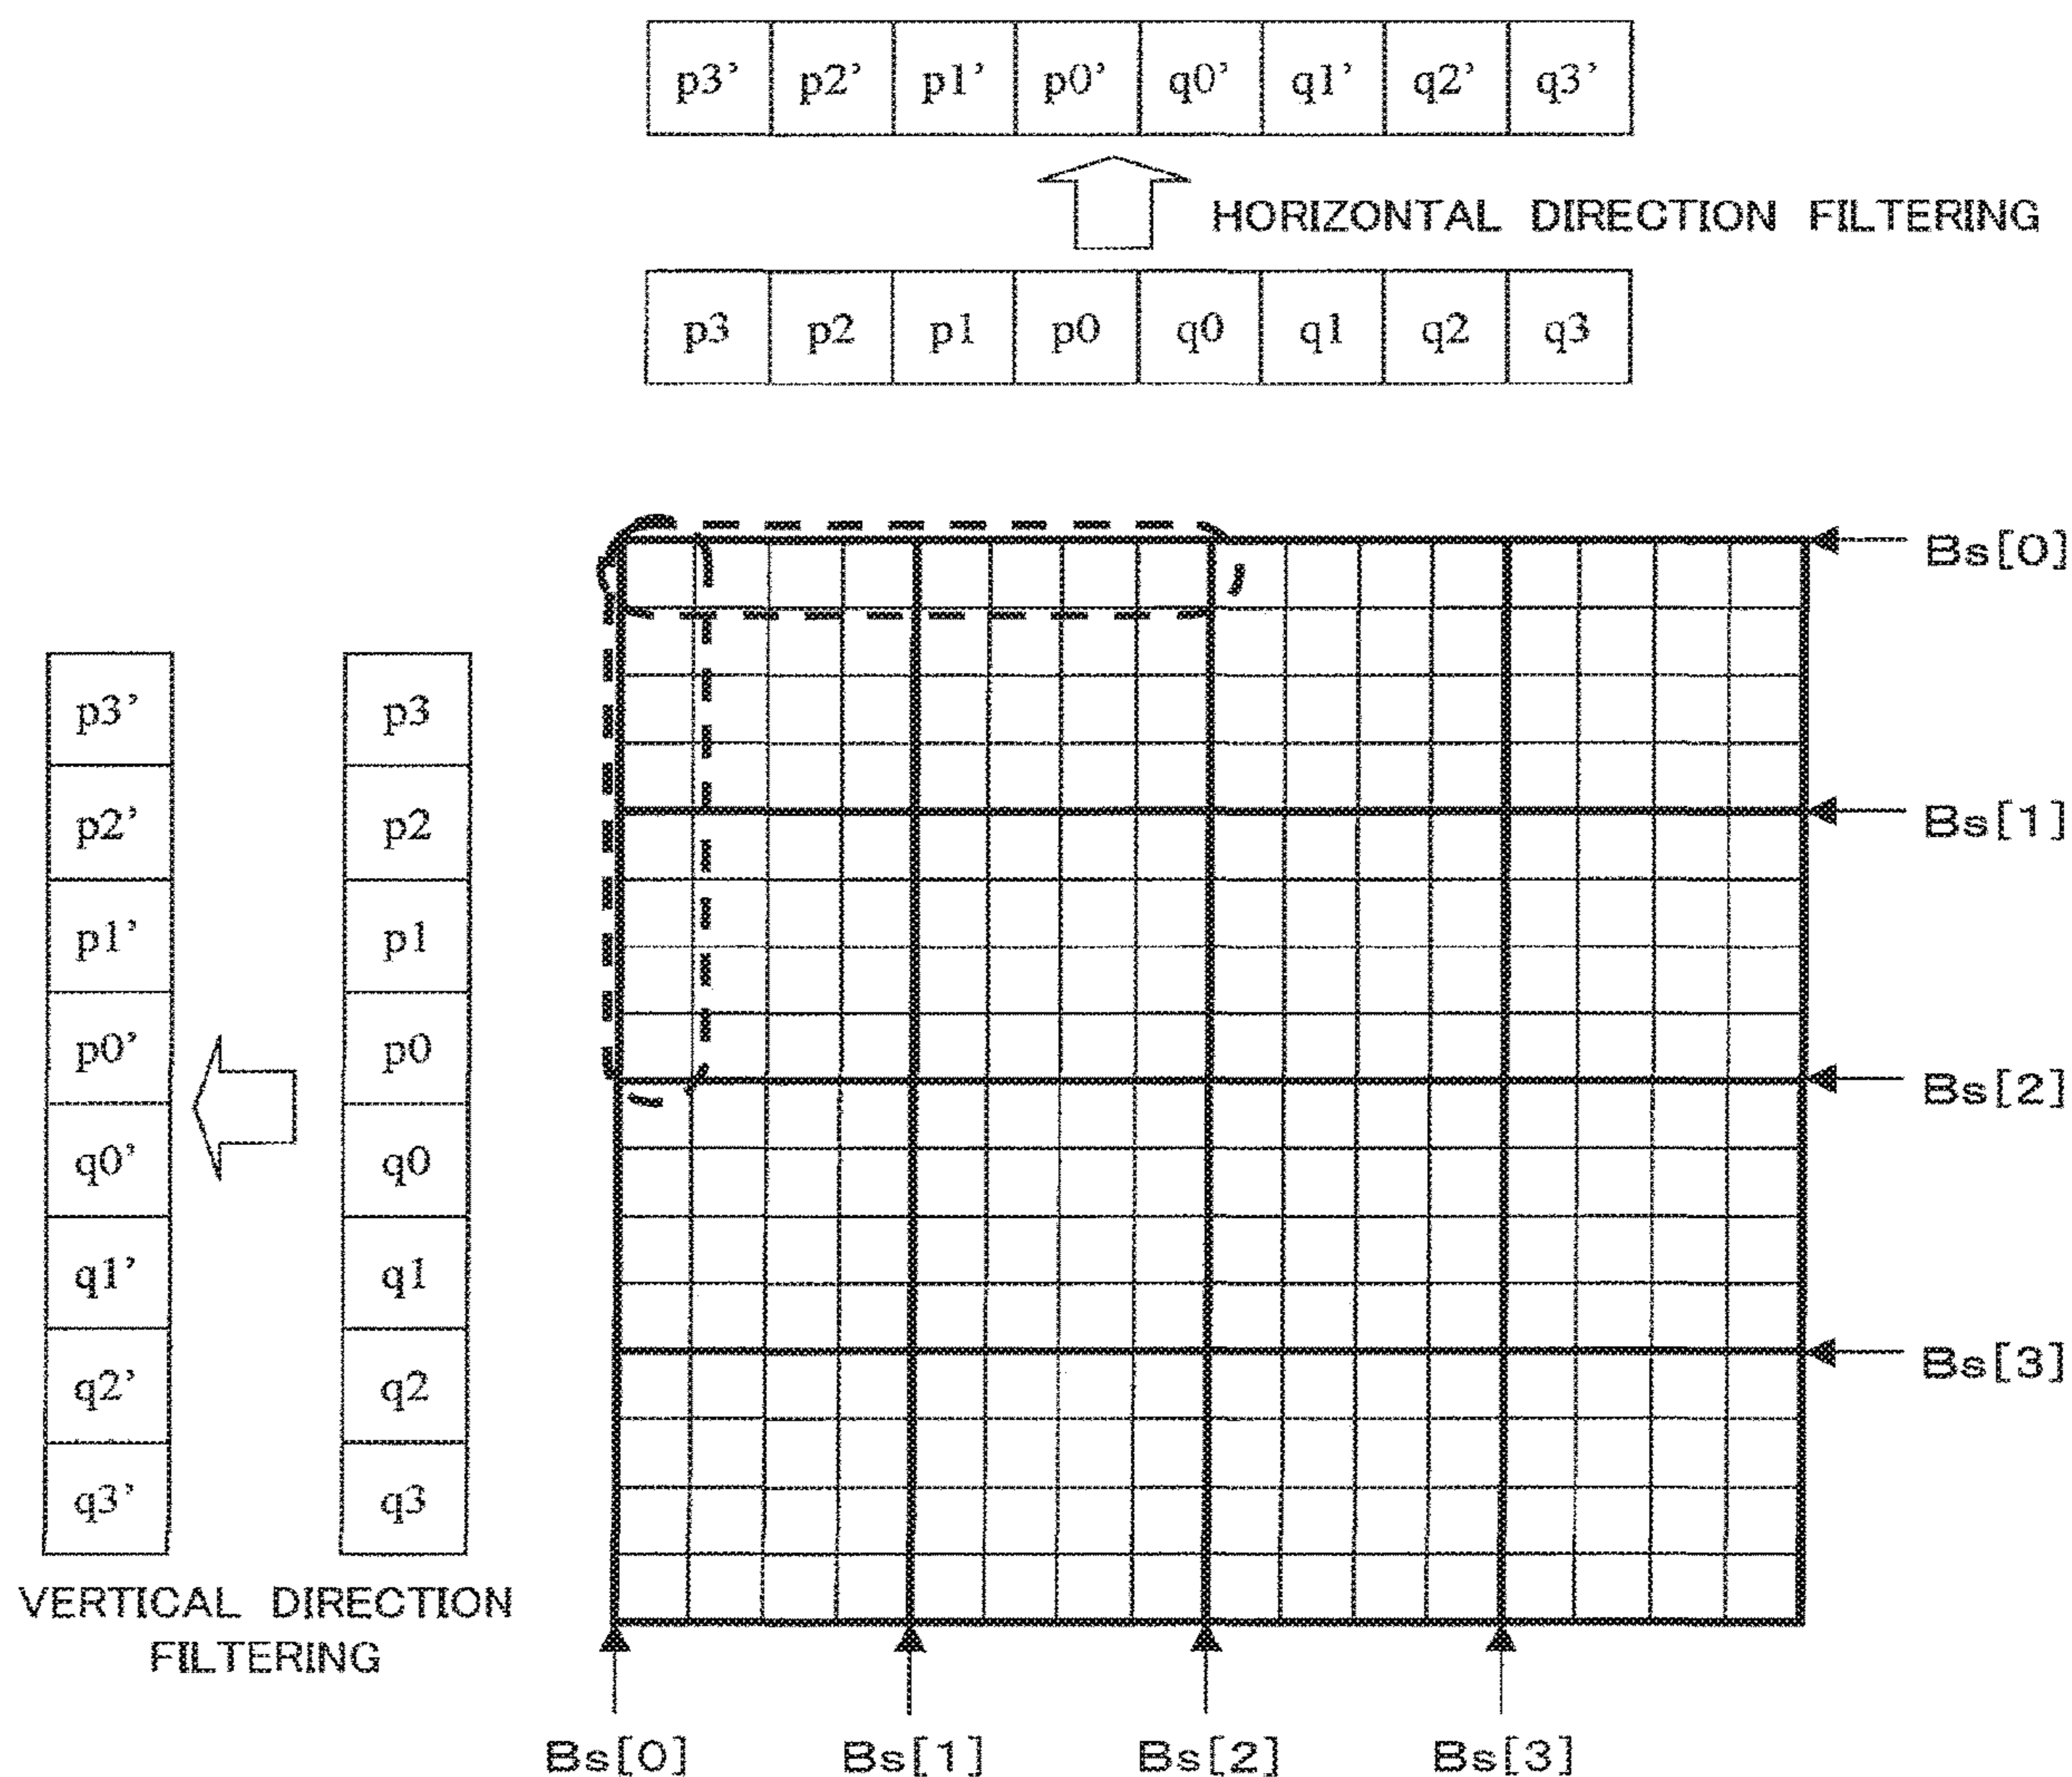 p3’ p2’ p1’ p0’ q0’ q1’ q2’ q3’
HORIZONTAL DIRECTION FILTERING
p3 p2 p1 p0 q0 q1 q2 q3
Bs[0]
Bs[1]
Bs[2]
Bs[3]
p3’ p3
p2’ p2
p1’ p1
p0’ p0
q0’ q0
q1’ q1
q2’ q2
q3’ q3
VERTICAL DIRECTION
FILTERING
Bs[0] Bs[1] Bs[2] Bs[3]